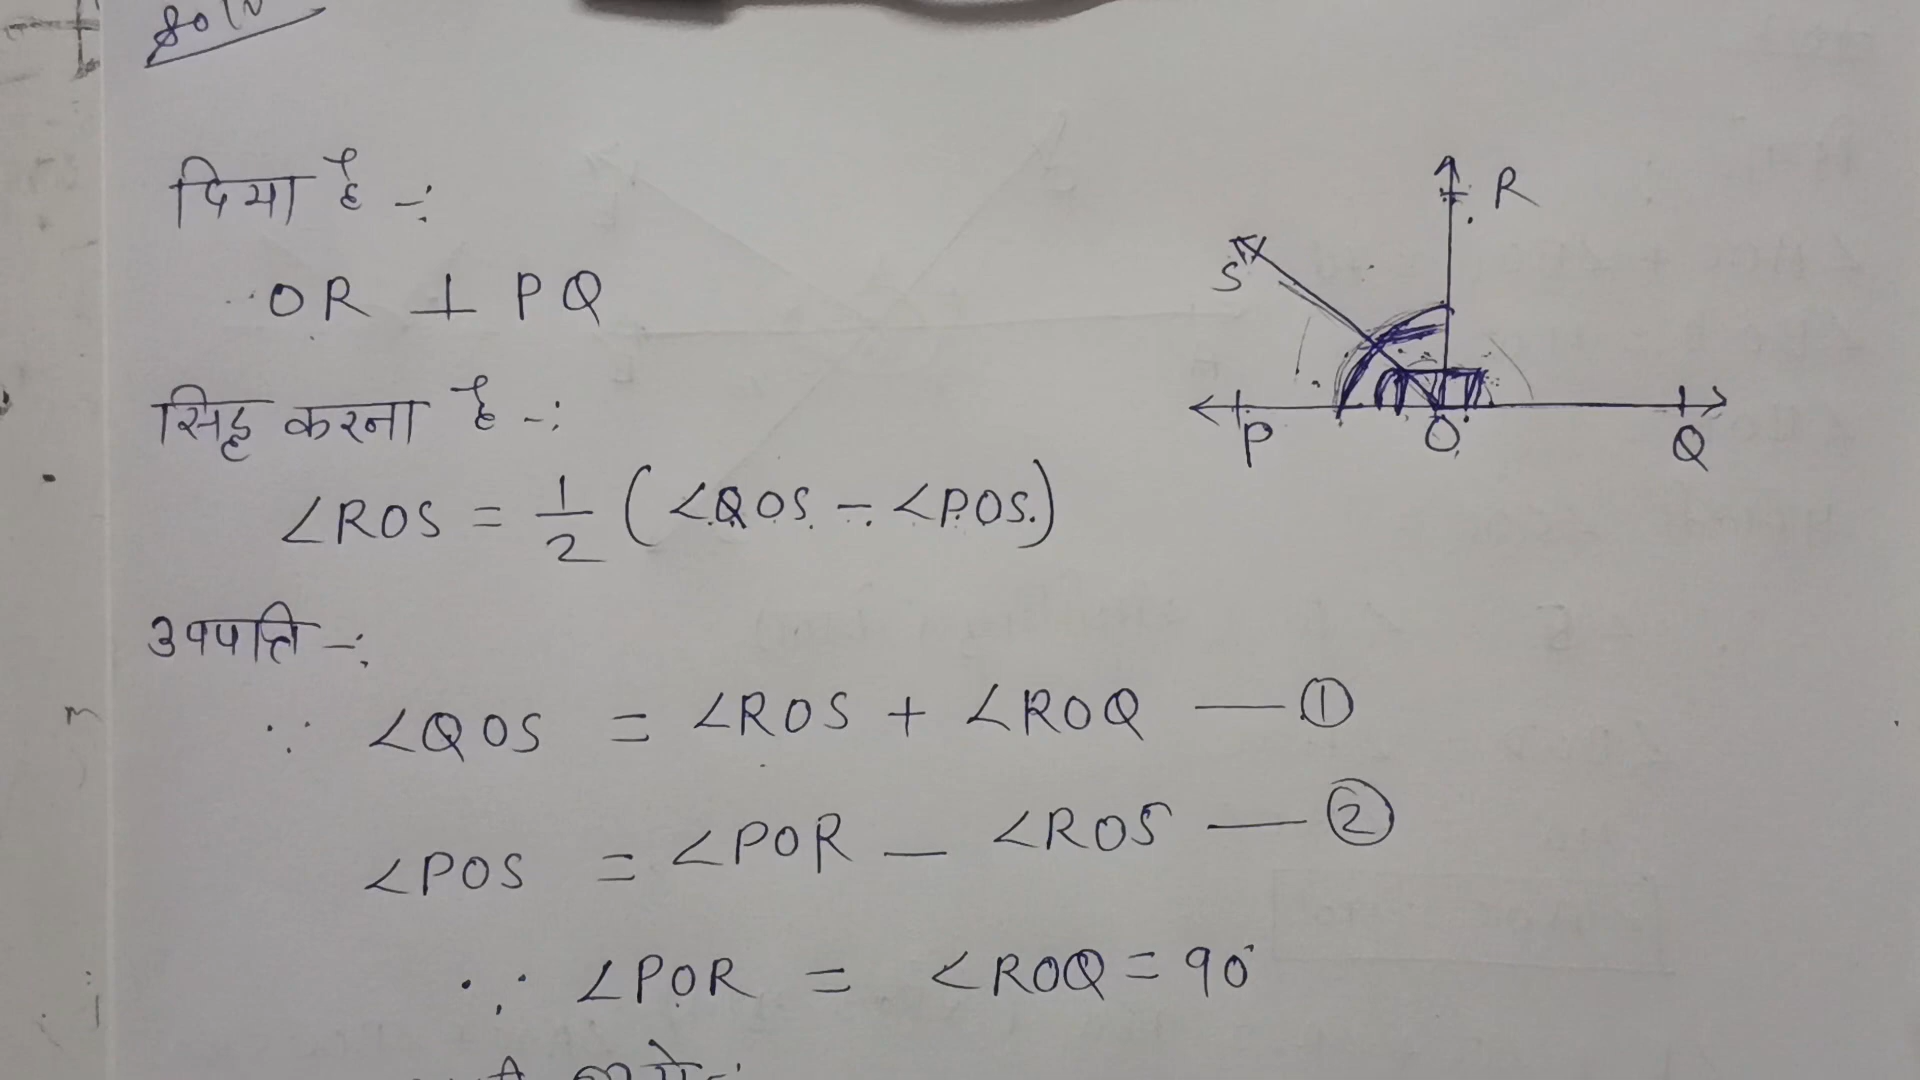 Soln
दिया है -:
OR ⊥ PQ
सिद्ध करना है -:
∠ROS = 1/2 (∠QOS - ∠POS)
उपपत्ति -:
∵ ∠QOS = ∠ROS + ∠ROQ — ①
∠POS = ∠POR - ∠ROS — ②
∵ ∠POR = ∠ROQ = 90°
R
S
P
O
Q